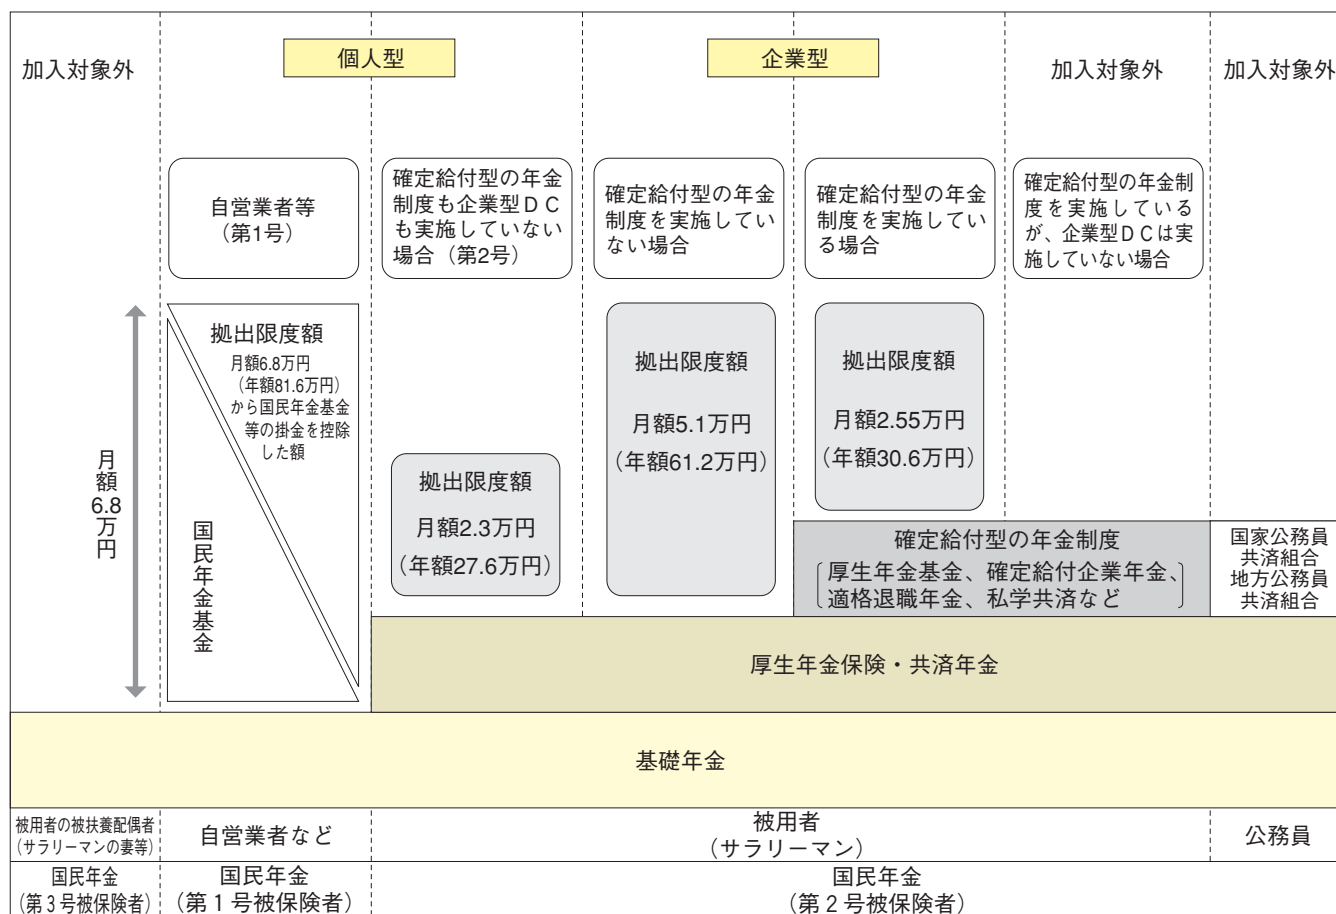 加入対象外
個人型
企業型
加入対象外
加入対象外
自営業者等
（第1号）
確定給付型の年金
制度も企業型ＤＣ
も実施していない
場合（第2号）
確定給付型の年金
制度を実施してい
ない場合
確定給付型の年金
制度を実施してい
る場合
確定給付型の年金制
度を実施している
が、企業型ＤＣは実
施していない場合
月額6.8万円
拠出限度額
月額6.8万円
（年額81.6万円）
から国民年金基金
等の掛金を控除
した額
国民年金基金
拠出限度額
月額2.3万円
（年額27.6万円）
拠出限度額
月額5.1万円
（年額61.2万円）
拠出限度額
月額2.55万円
（年額30.6万円）
確定給付型の年金制度
厚生年金基金、確定給付企業年金、
適格退職年金、私学共済など
国家公務員
共済組合
地方公務員
共済組合
厚生年金保険・共済年金
基礎年金
被用者の被扶養配偶者
（サラリーマンの妻等）
自営業者など
被用者
（サラリーマン）
公務員
国民年金
（第３号被保険者）
国民年金
（第１号被保険者）
国民年金
（第２号被保険者）